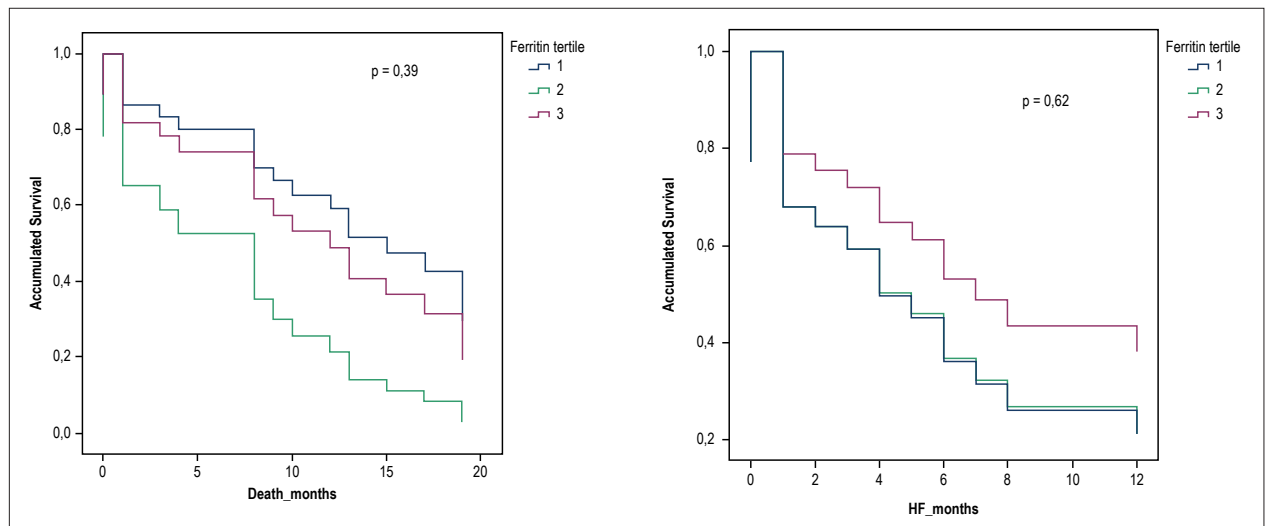 Ferritin tertile
1
2
3
p = 0,39
1,0
0,8
0,6
0,4
0,2
0,0
Accumulated Survival
0 5 10 15 20
Death_months
Ferritin tertile
1
2
3
p = 0,62
1,0
0,8
0,6
0,4
0,2
Accumulated Survival
0 2 4 6 8 10 12
HF_months